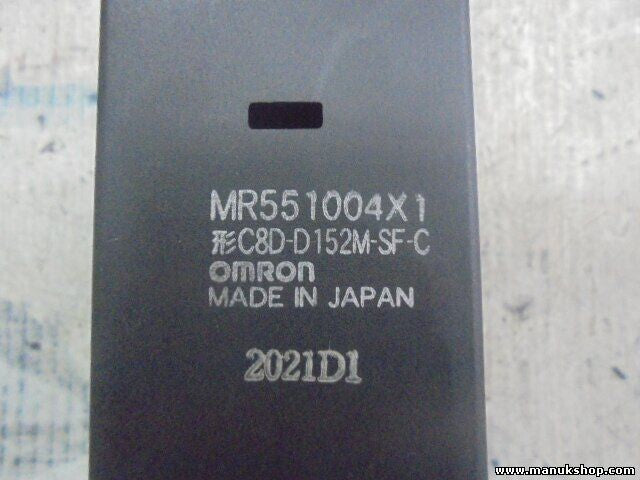 MR551004X1
形C8D-D152M-SF-C
omron
MADE IN JAPAN
2021D1
www.manukshop.com